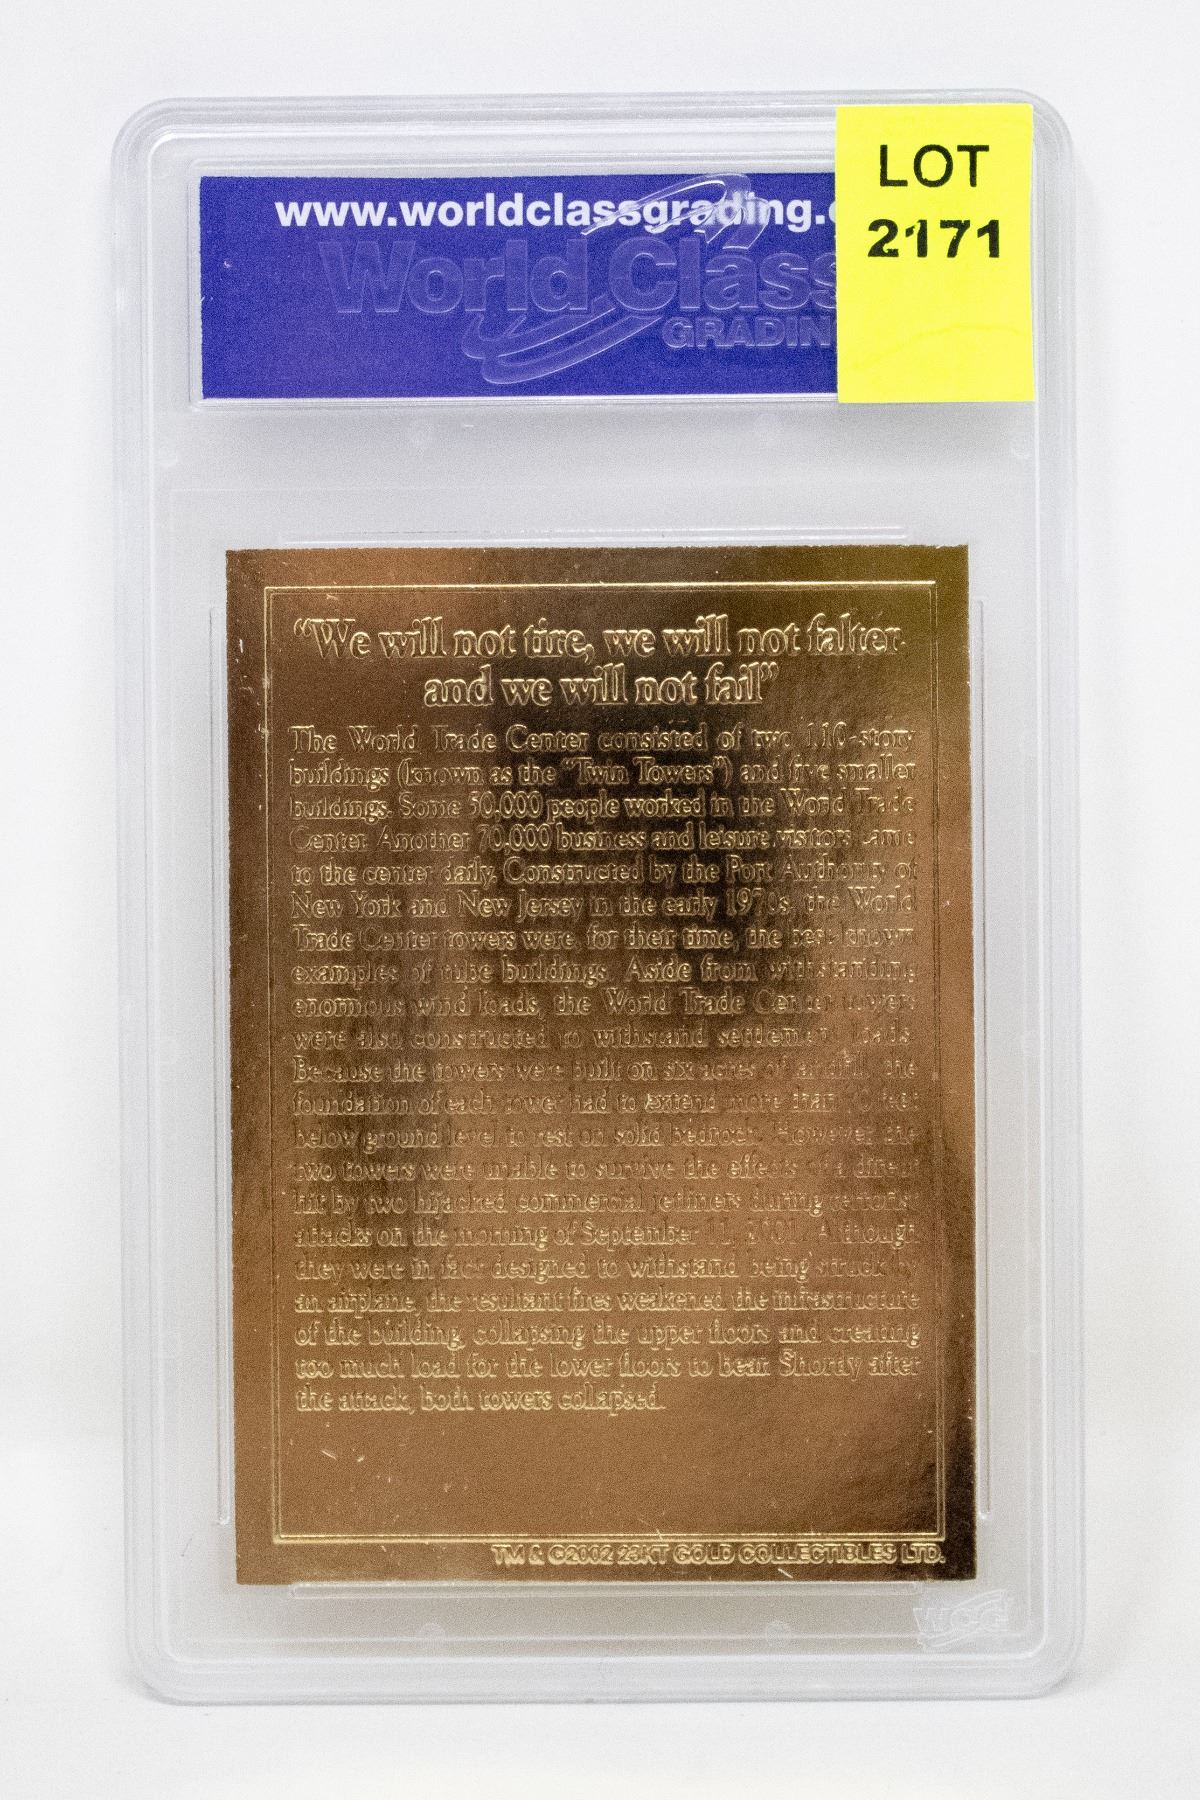 LOT
2171
www.worldclassgrading.
World Class
GRADING
"We will not tire, we will not falter
and we will not fail"
The World Trade Center consisted of two 110-story
buildings (known as the "Twin Towers") and five smaller
buildings. Some 50,000 people worked in the World Trade
Center. Another 70,000 business and leisure visitors came
to the center daily. Constructed by the Port Authority of
New York and New Jersey in the early 1970s, the World
Trade Center towers were, for their time, the best known
examples of tube buildings. Aside from withstanding
enormous wind loads, the World Trade Center towers
were also constructed to withstand settlement loads.
Because the towers were built on six acres of landfill, the
foundation of each tower had to extend more than 70 feet
below ground level to rest on solid bedrock. However the
two towers were unable to survive the effects of a direct
hit by two hijacked commercial jetliners during terrorist
attacks on the morning of September 11, 2001. Although
they were in fact designed to withstand being struck by
an airplane, the resultant fires weakened the infrastructure
of the building, collapsing the upper floors and creating
too much load for the lower floors to bear. Shortly after
the attack, both towers collapsed.
TM & ©2002 23KT GOLD COLLECTIBLES LTD.
WCG